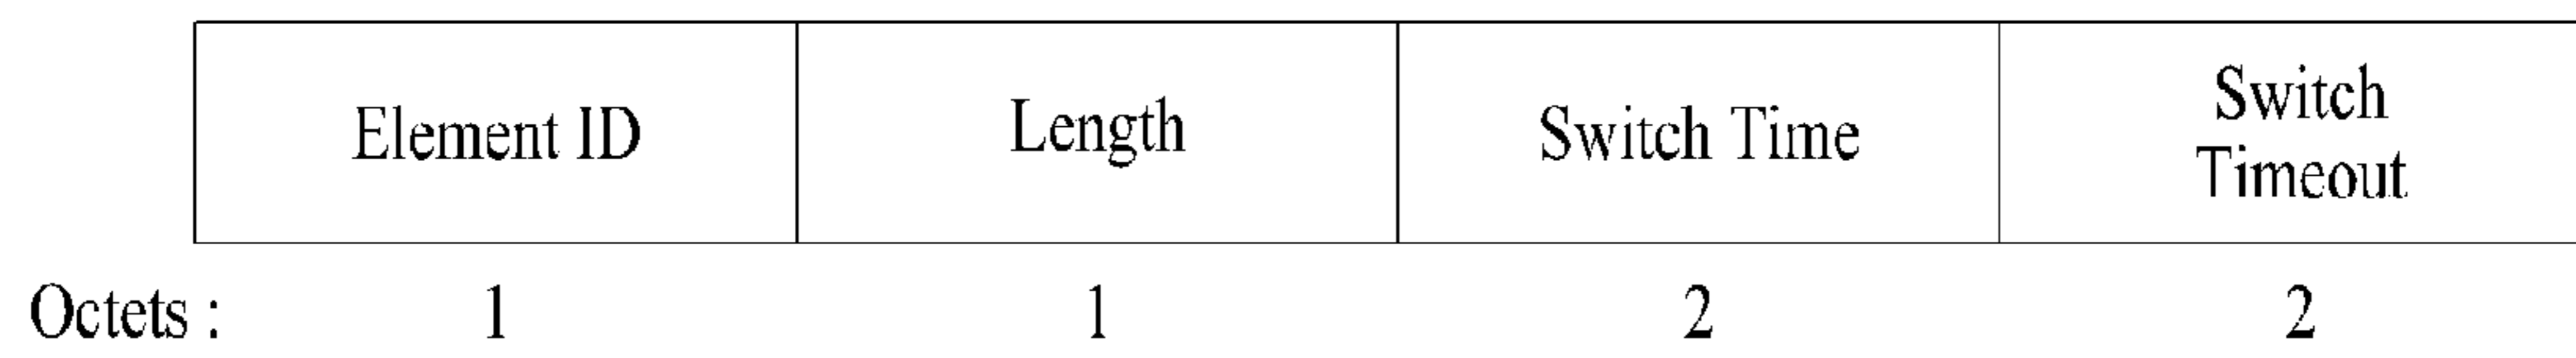 Element ID
Length
Switch Time
Switch
Timeout
Octets : 1 1 2 2